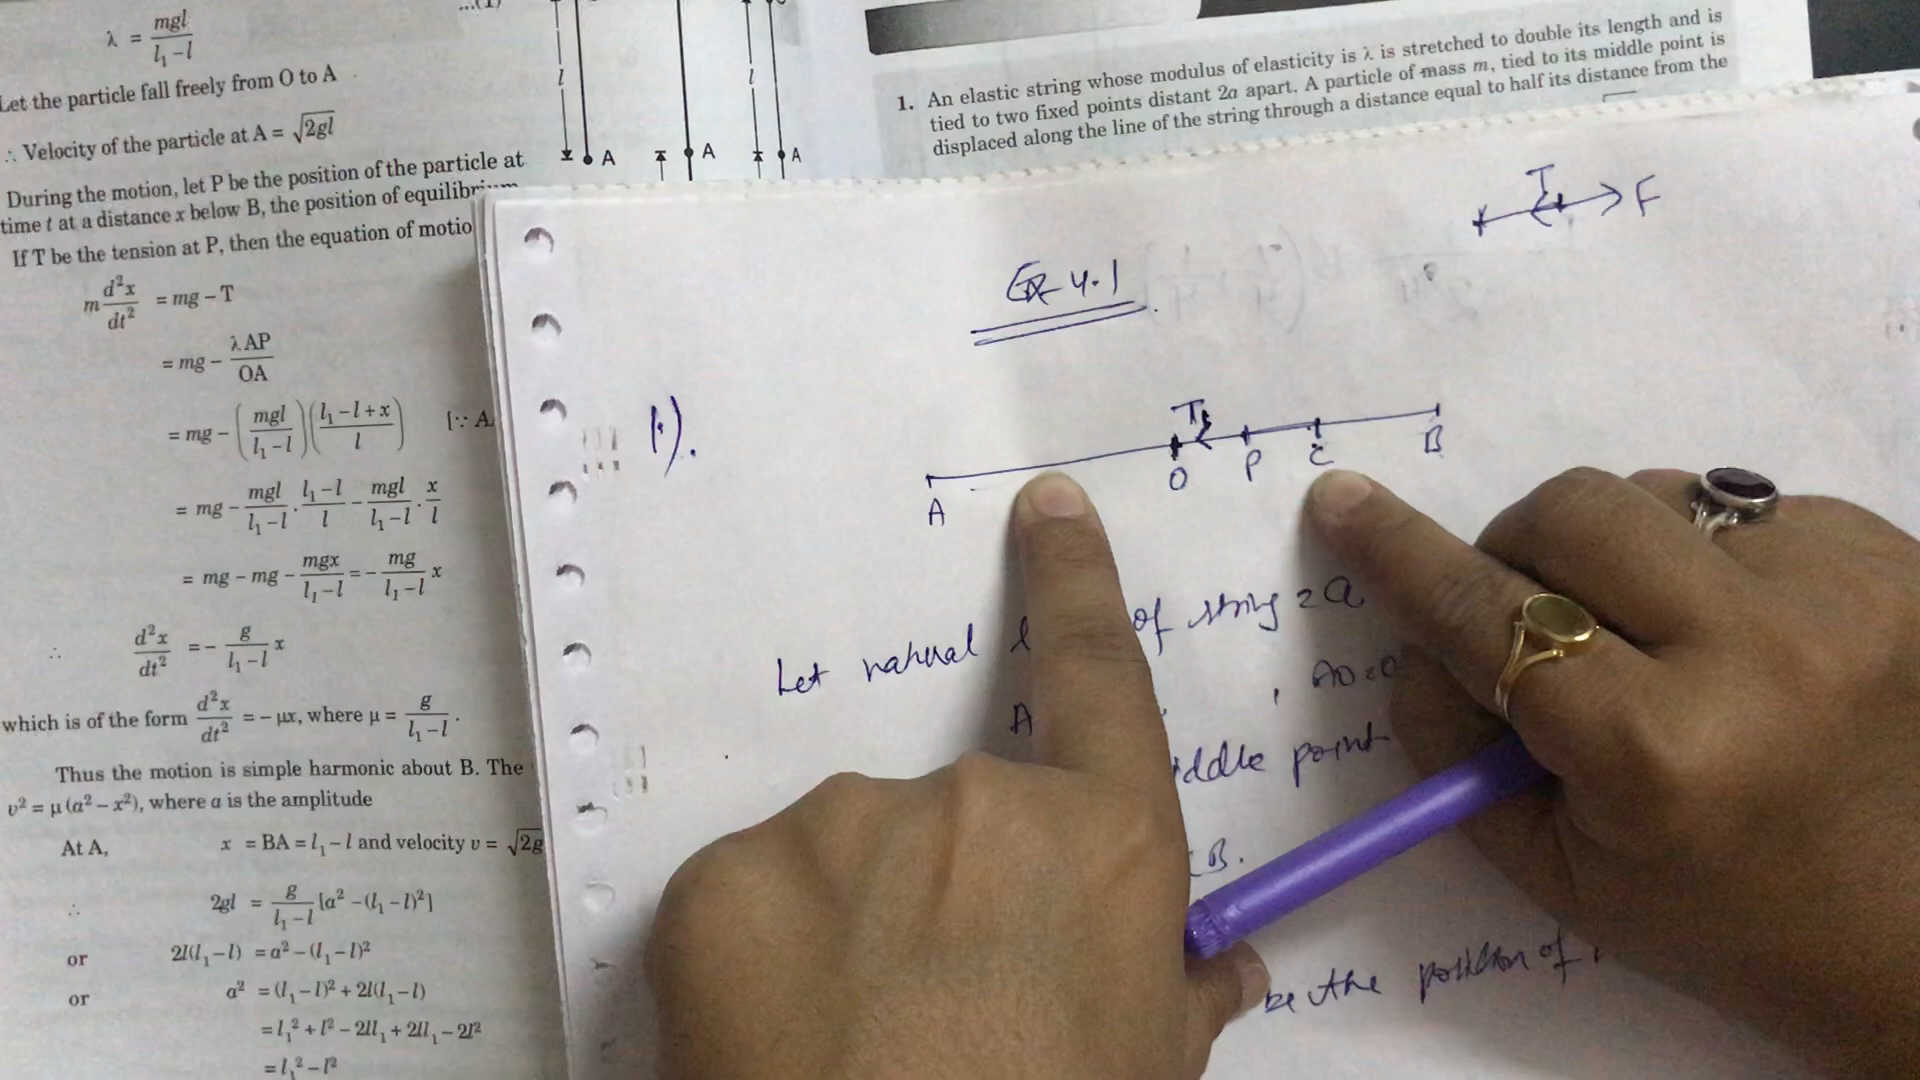 ...(1)
λ = mgl / (l₁ – l)
Let the particle fall freely from O to A
∴ Velocity of the particle at A = √2gl
During the motion, let P be the position of the particle at
time t at a distance x below B, the position of equilibrium
If T be the tension at P, then the equation of motio
m d²x/dt² = mg – T
= mg – λ AP / OA
= mg – (mgl / (l₁ – l)) ((l₁ – l + x) / l) [∵ A
= mg – mgl/(l₁ – l) · (l₁ – l)/l – mgl/(l₁ – l) · x/l
= mg – mg – mgx/(l₁ – l) = – mg/(l₁ – l) x
∴ d²x/dt² = – g/(l₁ – l) x
which is of the form d²x/dt² = – μx, where μ = g/(l₁ – l).
Thus the motion is simple harmonic about B. The
v² = μ (a² – x²), where a is the amplitude
At A, x = BA = l₁ – l and velocity v = √2g
∴ 2gl = g/(l₁ – l) [a² – (l₁ – l)²]
or 2l(l₁ – l) = a² – (l₁ – l)²
or a² = (l₁ – l)² + 2l(l₁ – l)
= l₁² + l² – 2ll₁ + 2ll₁ – 2l²
= l₁² – l²
l
A
A
l
A
1. An elastic string whose modulus of elasticity is λ is stretched to double its length and is
tied to two fixed points distant 2a apart. A particle of mass m, tied to its middle point is
displaced along the line of the string through a distance equal to half its distance from the
T F
Ex 4.1
1).
T
A O P C B
Let natural l of string = a
A , AO = O
iddle point
B.
be the position of